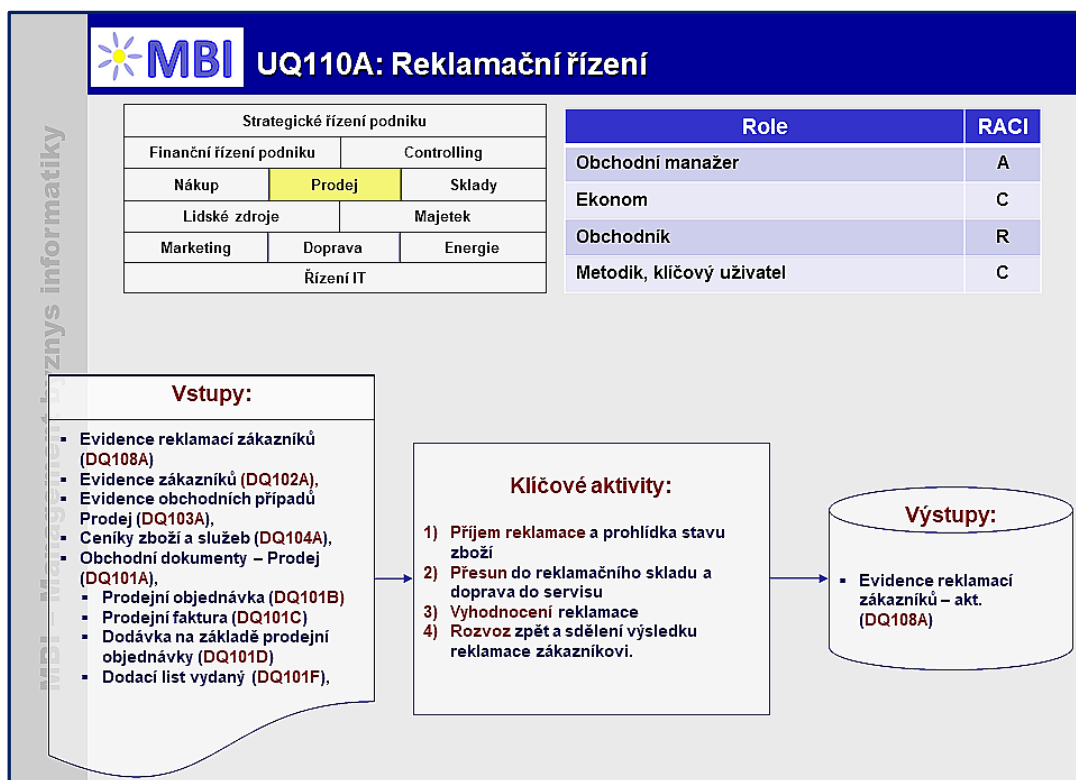 MBI
UQ110A: Reklamační řízení
MBI – Management byznys informatiky
Strategické řízení podniku
Finanční řízení podniku
Controlling
Nákup
Prodej
Sklady
Lidské zdroje
Majetek
Marketing
Doprava
Energie
Řízení IT
Role
RACI
Obchodní manažer
A
Ekonom
C
Obchodník
R
Metodik, klíčový uživatel
C
Vstupy:
▪ Evidence reklamací zákazníků
(DQ108A)
▪ Evidence zákazníků (DQ102A),
▪ Evidence obchodních případů
Prodej (DQ103A),
▪ Ceníky zboží a služeb (DQ104A),
▪ Obchodní dokumenty – Prodej
(DQ101A),
▪ Prodejní objednávka (DQ101B)
▪ Prodejní faktura (DQ101C)
▪ Dodávka na základě prodejní
objednávky (DQ101D)
▪ Dodací list vydaný (DQ101F),
Klíčové aktivity:
1) Příjem reklamace a prohlídka stavu
zboží
2) Přesun do reklamačního skladu a
doprava do servisu
3) Vyhodnocení reklamace
4) Rozvoz zpět a sdělení výsledku
reklamace zákazníkovi.
Výstupy:
▪ Evidence reklamací
zákazníků – akt.
(DQ108A)